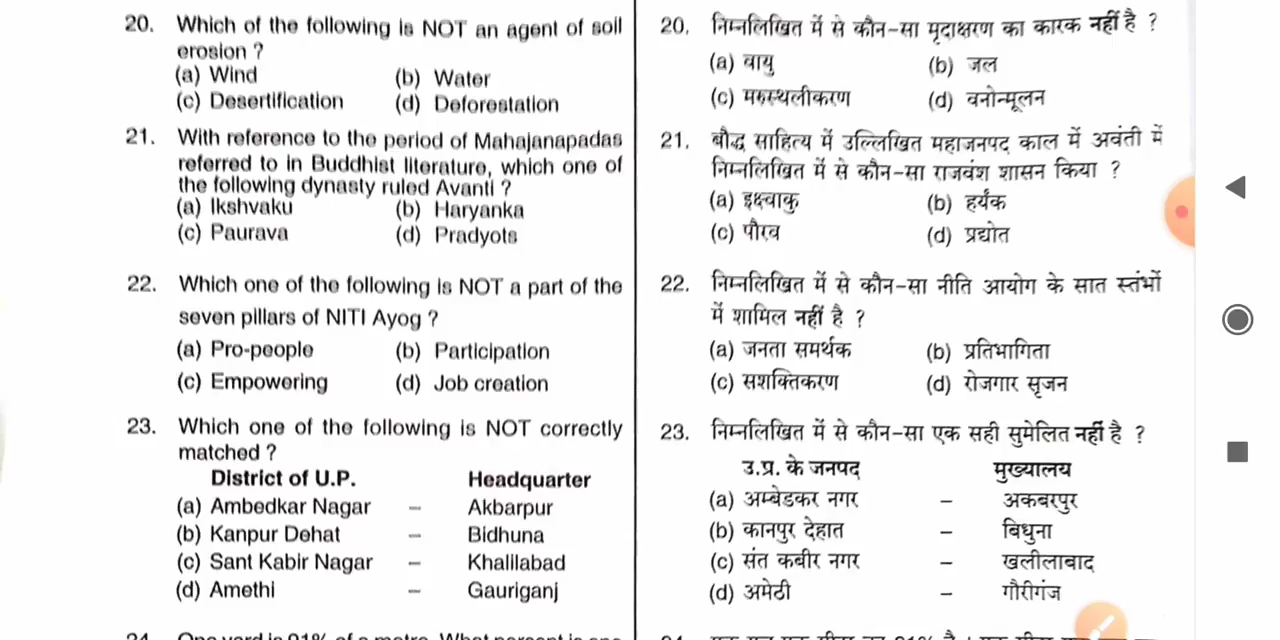 20. Which of the following is NOT an agent of soil
erosion ?
(a) Wind (b) Water
(c) Desertification (d) Deforestation
21. With reference to the period of Mahajanapadas
referred to in Buddhist literature, which one of
the following dynasty ruled Avanti ?
(a) Ikshvaku (b) Haryanka
(c) Paurava (d) Pradyots
22. Which one of the following is NOT a part of the
seven pillars of NITI Ayog ?
(a) Pro-people (b) Participation
(c) Empowering (d) Job creation
23. Which one of the following is NOT correctly
matched ?
District of U.P. Headquarter
(a) Ambedkar Nagar – Akbarpur
(b) Kanpur Dehat – Bidhuna
(c) Sant Kabir Nagar – Khalilabad
(d) Amethi – Gauriganj
20. निम्नलिखित में से कौन-सा मृदाक्षरण का कारक नहीं है ?
(a) वायु (b) जल
(c) मरुस्थलीकरण (d) वनोन्मूलन
21. बौद्ध साहित्य में उल्लिखित महाजनपद काल में अवंती में
निम्नलिखित में से कौन-सा राजवंश शासन किया ?
(a) इक्ष्वाकु (b) हर्यंक
(c) पौरव (d) प्रद्योत
22. निम्नलिखित में से कौन-सा नीति आयोग के सात स्तंभों
में शामिल नहीं है ?
(a) जनता समर्थक (b) प्रतिभागिता
(c) सशक्तिकरण (d) रोजगार सृजन
23. निम्नलिखित में से कौन-सा एक सही सुमेलित नहीं है ?
उ.प्र. के जनपद मुख्यालय
(a) अम्बेडकर नगर – अकबरपुर
(b) कानपुर देहात – बिधुना
(c) संत कबीर नगर – खलीलाबाद
(d) अमेठी – गौरीगंज